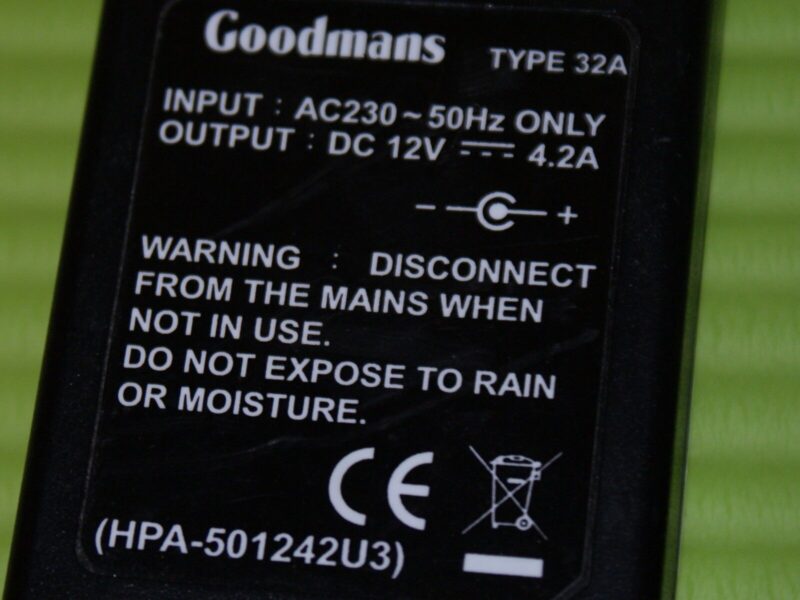 Goodmans TYPE 32A
INPUT : AC230 ~ 50Hz ONLY
OUTPUT : DC 12V ⎓ 4.2A
− +
WARNING : DISCONNECT
FROM THE MAINS WHEN
NOT IN USE.
DO NOT EXPOSE TO RAIN
OR MOISTURE.
CE
(HPA-501242U3)